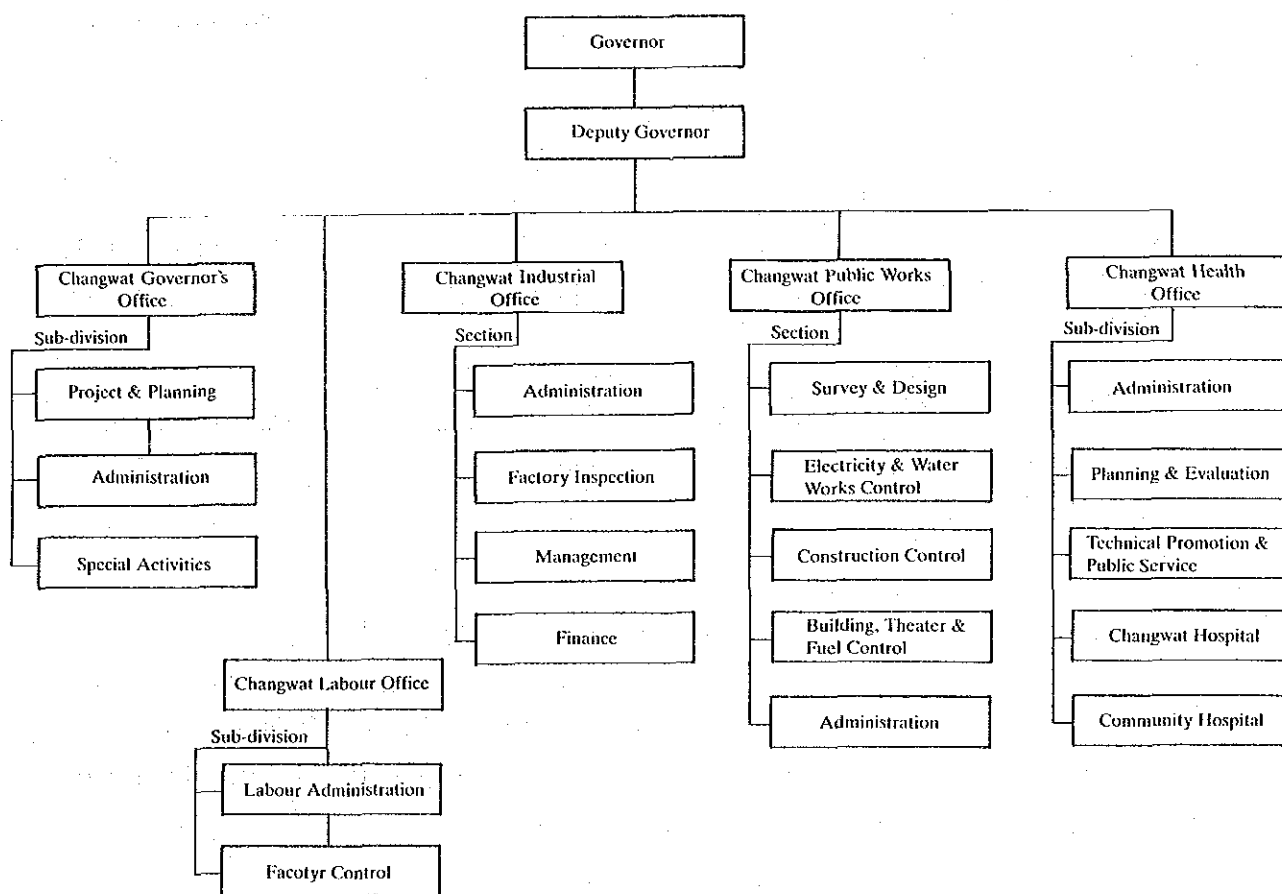 Governor
Deputy Governor
Changwat Governor's
Office
Sub-division
Project & Planning
Administration
Special Activities
Changwat Labour Office
Sub-division
Labour Administration
Facotyr Control
Changwat Industrial
Office
Section
Administration
Factory Inspection
Management
Finance
Changwat Public Works
Office
Section
Survey & Design
Electricity & Water
Works Control
Construction Control
Building, Theater &
Fuel Control
Administration
Changwat Health
Office
Sub-division
Administration
Planning & Evaluation
Technical Promotion &
Public Service
Changwat Hospital
Community Hospital